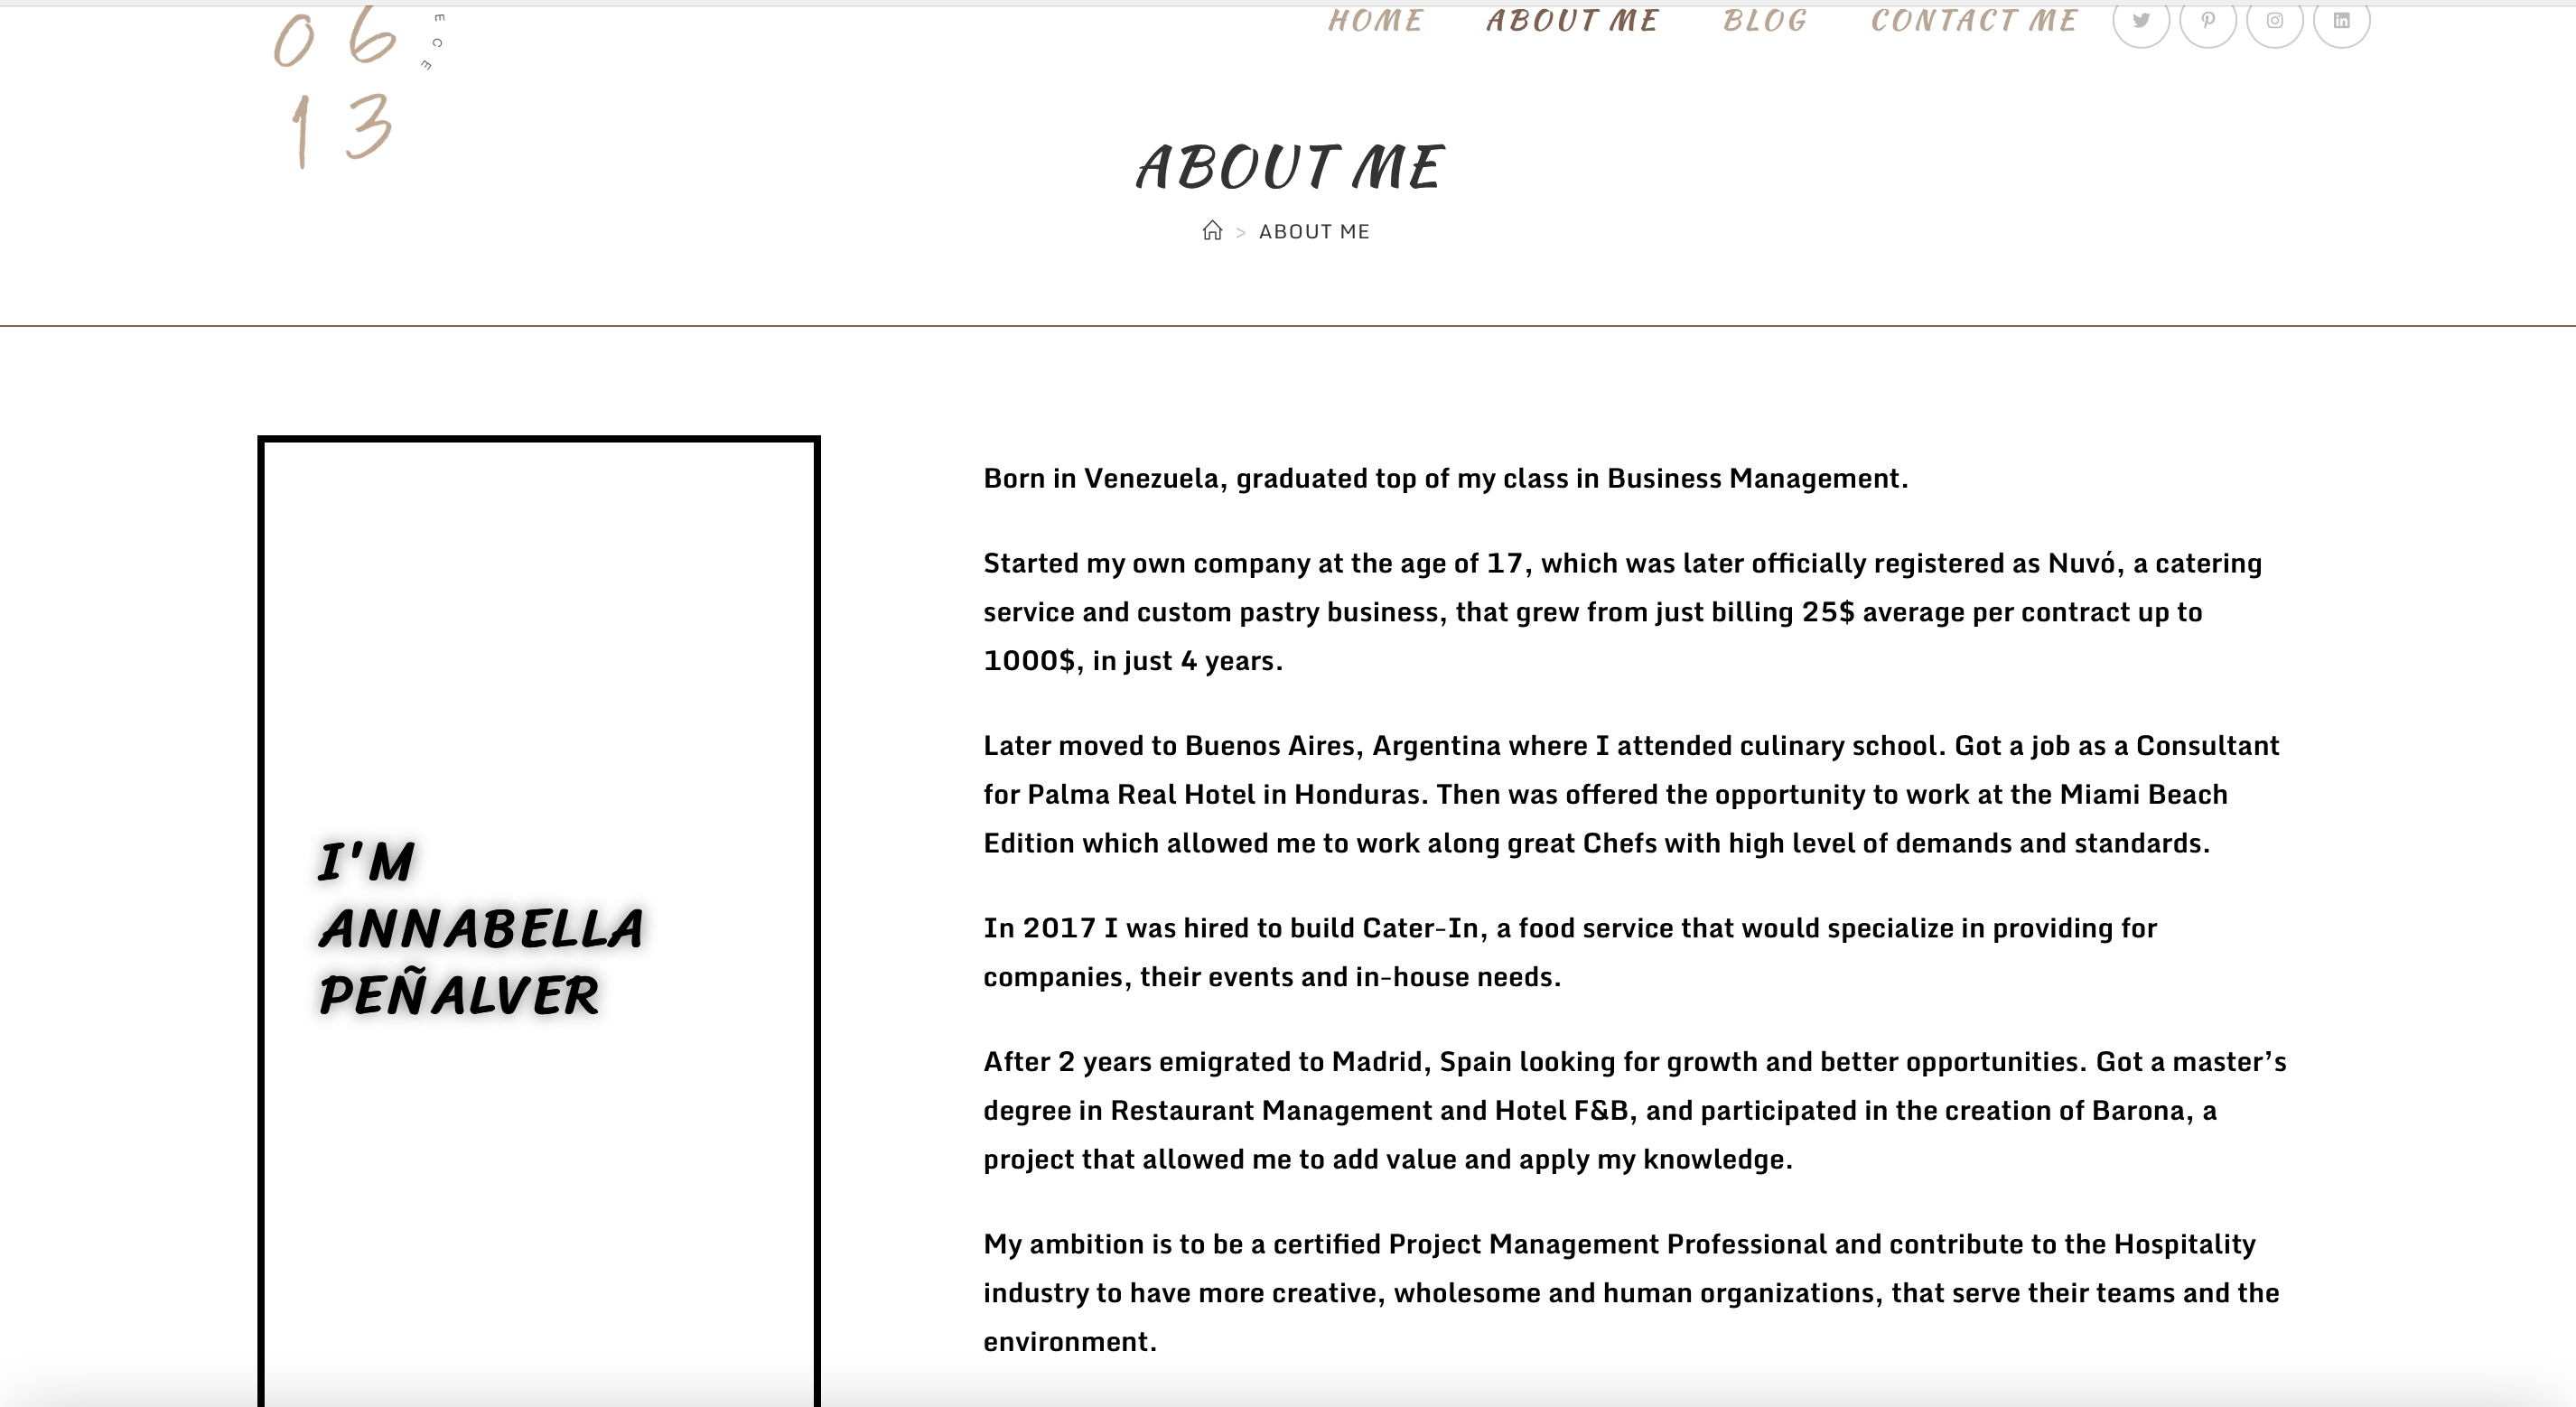 0 6
1 3
E C E
HOME ABOUT ME BLOG CONTACT ME
ABOUT ME
> ABOUT ME
I'M
ANNABELLA
PEÑALVER
Born in Venezuela, graduated top of my class in Business Management.
Started my own company at the age of 17, which was later officially registered as Nuvó, a catering
service and custom pastry business, that grew from just billing 25$ average per contract up to
1000$, in just 4 years.
Later moved to Buenos Aires, Argentina where I attended culinary school. Got a job as a Consultant
for Palma Real Hotel in Honduras. Then was offered the opportunity to work at the Miami Beach
Edition which allowed me to work along great Chefs with high level of demands and standards.
In 2017 I was hired to build Cater-In, a food service that would specialize in providing for
companies, their events and in-house needs.
After 2 years emigrated to Madrid, Spain looking for growth and better opportunities. Got a master’s
degree in Restaurant Management and Hotel F&B, and participated in the creation of Barona, a
project that allowed me to add value and apply my knowledge.
My ambition is to be a certified Project Management Professional and contribute to the Hospitality
industry to have more creative, wholesome and human organizations, that serve their teams and the
environment.